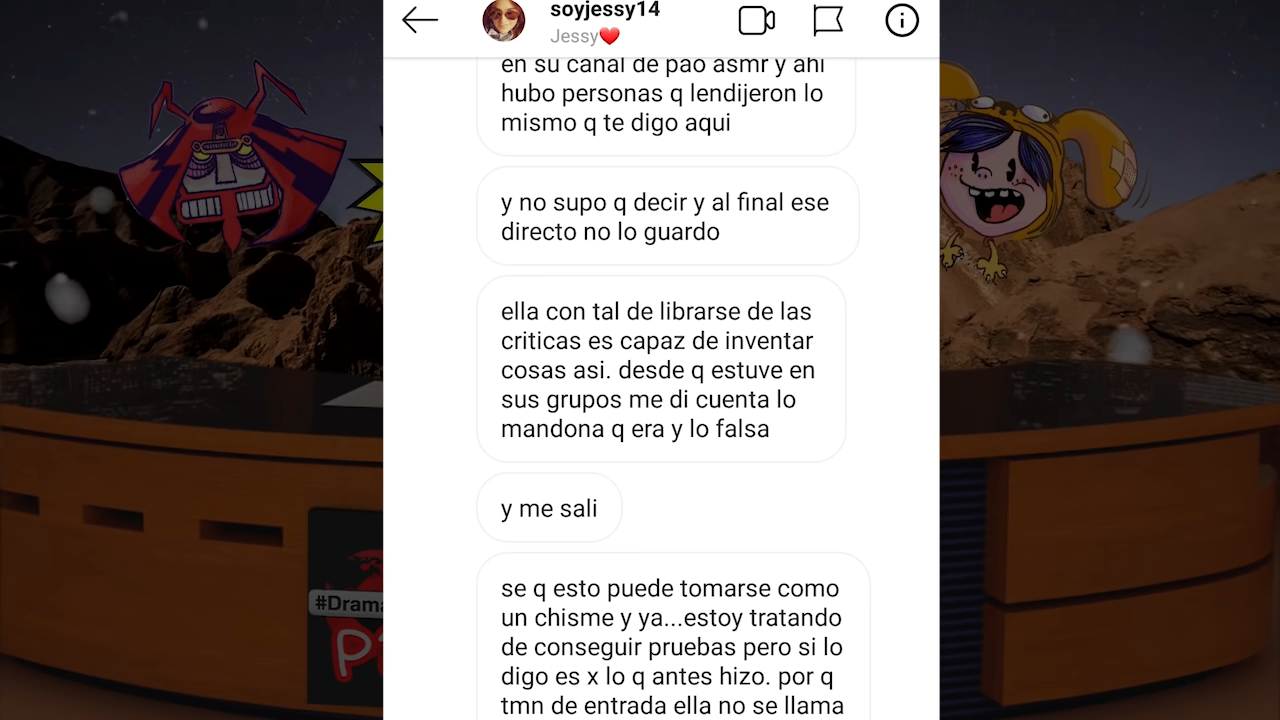 soyjessy14
Jessy❤️
en su canal de pao asmr y ahi
hubo personas q lendijeron lo
mismo q te digo aqui
y no supo q decir y al final ese
directo no lo guardo
ella con tal de librarse de las
criticas es capaz de inventar
cosas asi. desde q estuve en
sus grupos me di cuenta lo
mandona q era y lo falsa
y me sali
se q esto puede tomarse como
un chisme y ya...estoy tratando
de conseguir pruebas pero si lo
digo es x lo q antes hizo. por q
tmn de entrada ella no se llama
#Drama